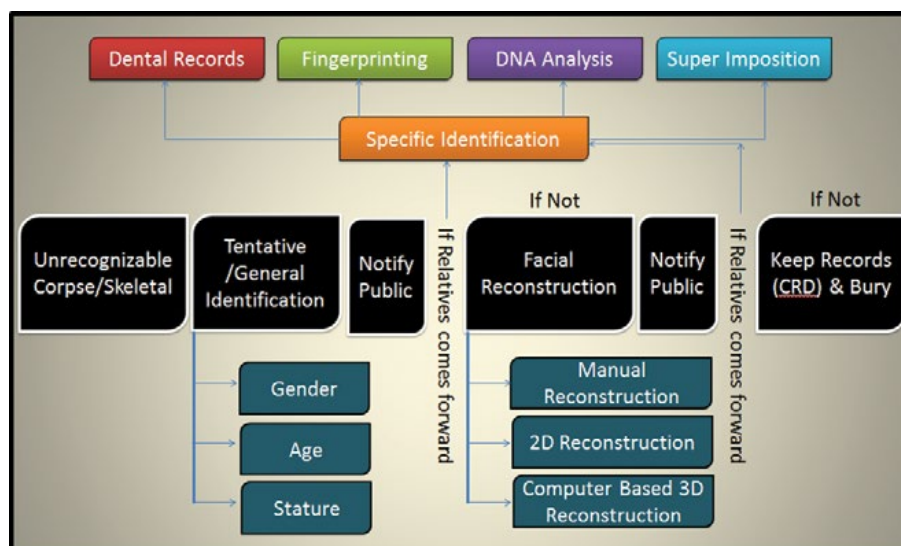 Dental Records
Fingerprinting
DNA Analysis
Super Imposition
Specific Identification
If Not
If Not
Unrecognizable
Corpse/Skeletal
Tentative
/General
Identification
Notify
Public
If Relatives comes forward
Facial
Reconstruction
Notify
Public
If Relatives comes forward
Keep Records
(CRD) & Bury
Gender
Age
Stature
Manual
Reconstruction
2D Reconstruction
Computer Based 3D
Reconstruction